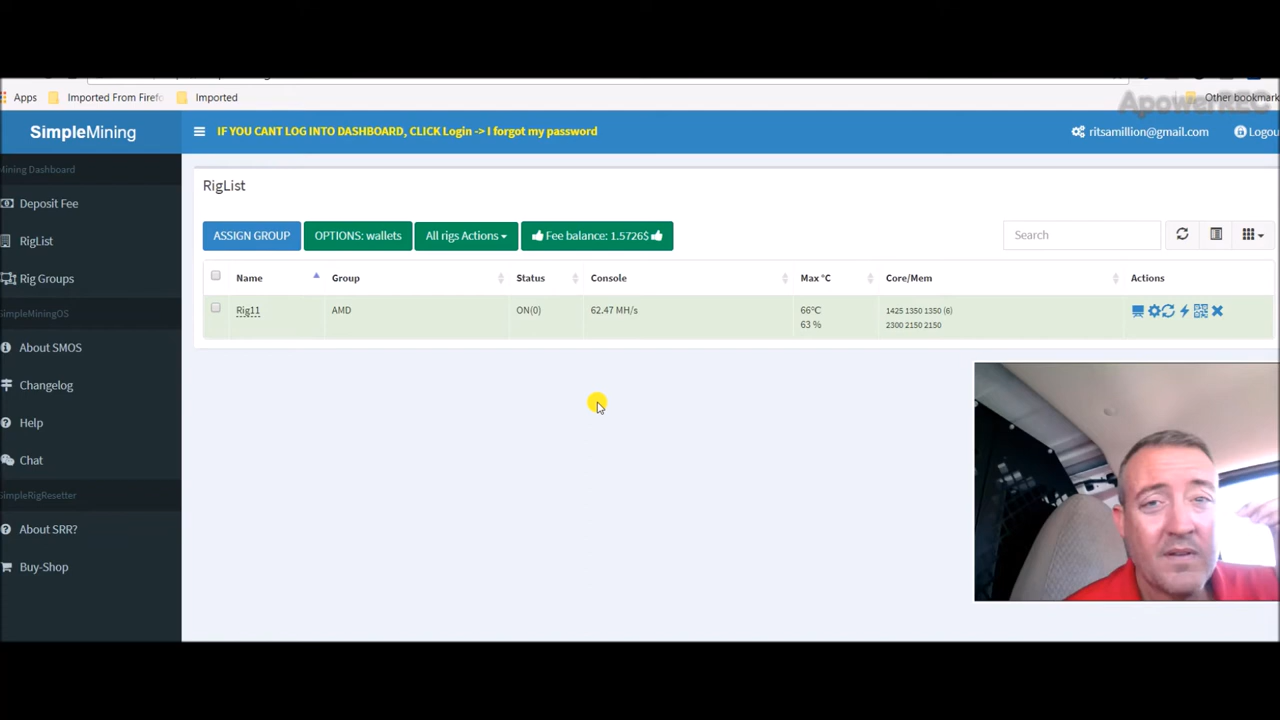 ApowerREC
Apps Imported From Firefo Imported Other bookmark
SimpleMining IF YOU CANT LOG INTO DASHBOARD, CLICK Login -> I forgot my password ritsamillion@gmail.com Logou
Mining Dashboard
Deposit Fee
RigList
Rig Groups
SimpleMiningOS
About SMOS
Changelog
Help
Chat
SimpleRigResetter
About SRR?
Buy-Shop
RigList
ASSIGN GROUP OPTIONS: wallets All rigs Actions Fee balance: 1.5726$ Search
Name Group Status Console Max °C Core/Mem Actions
Rig11 AMD ON(0) 62.47 MH/s 66°C 1425 1350 1350 (6)
63 % 2300 2150 2150